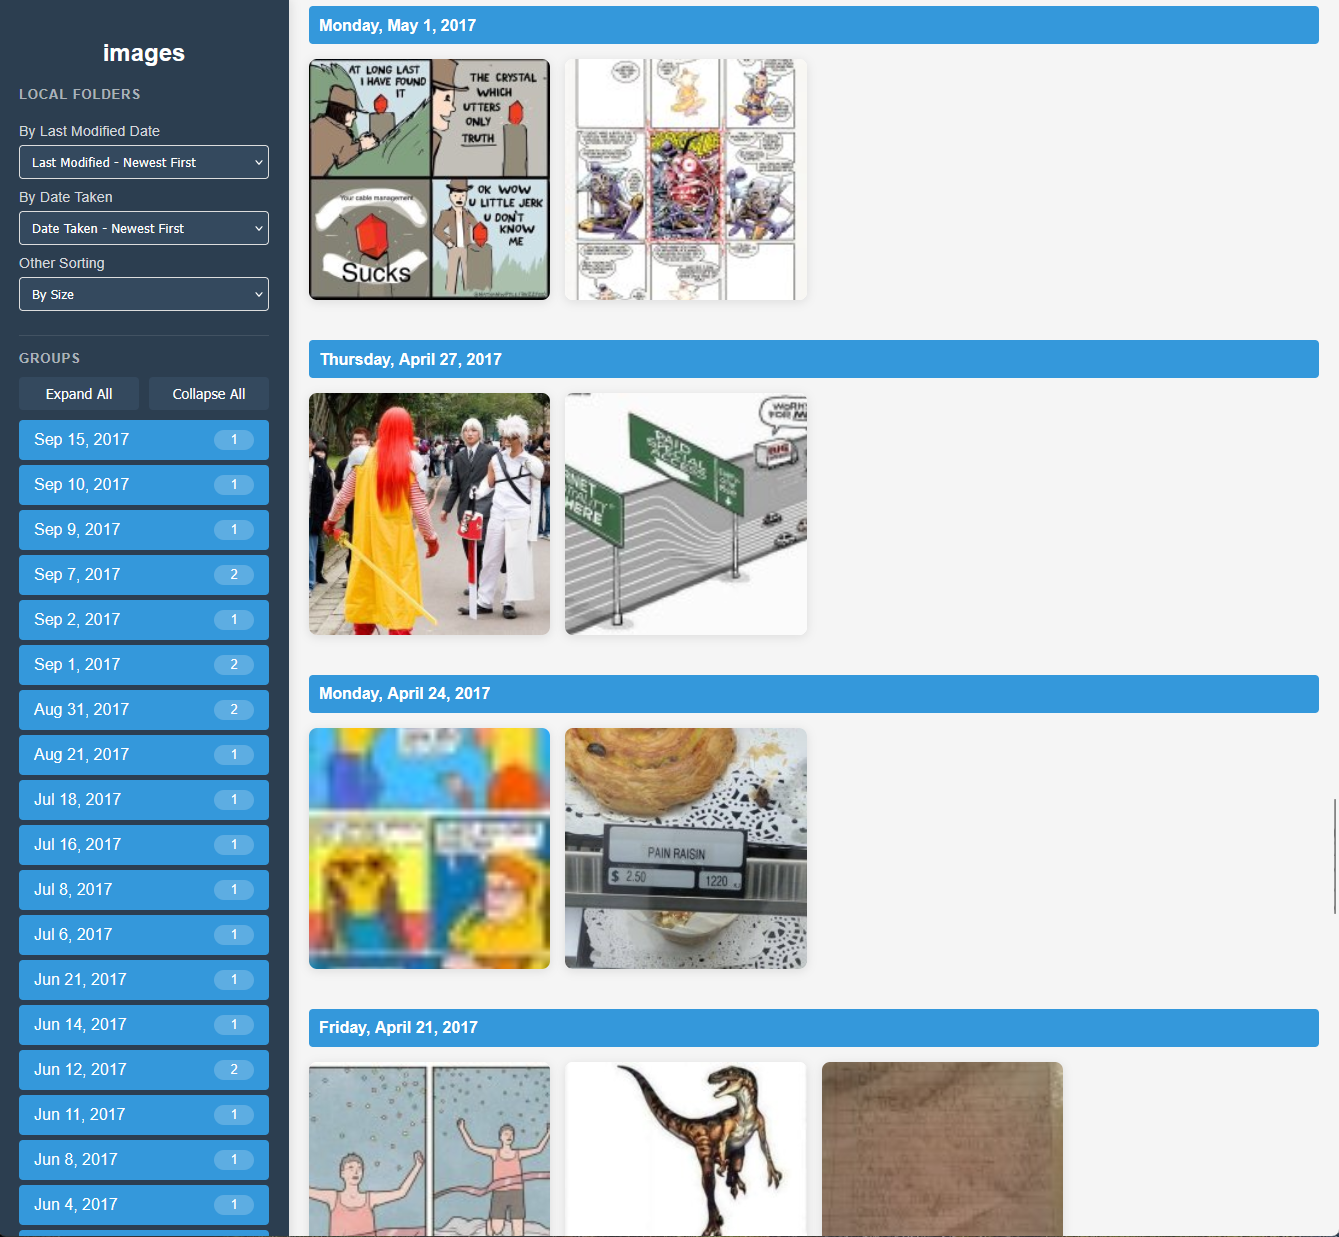 images
LOCAL FOLDERS
By Last Modified Date
Last Modified - Newest First
By Date Taken
Date Taken - Newest First
Other Sorting
By Size
GROUPS
Expand All
Collapse All
Sep 15, 2017 1
Sep 10, 2017 1
Sep 9, 2017 1
Sep 7, 2017 2
Sep 2, 2017 1
Sep 1, 2017 2
Aug 31, 2017 2
Aug 21, 2017 1
Jul 18, 2017 1
Jul 16, 2017 1
Jul 8, 2017 1
Jul 6, 2017 1
Jun 21, 2017 1
Jun 14, 2017 1
Jun 12, 2017 2
Jun 11, 2017 1
Jun 8, 2017 1
Jun 4, 2017 1
Monday, May 1, 2017
AT LONG LAST
I HAVE FOUND
IT
THE CRYSTAL
WHICH
UTTERS
ONLY
TRUTH
Your cable management
Sucks
OK WOW
U LITTLE JERK
U DON'T
KNOW
ME
Thursday, April 27, 2017
PAID
SPECIAL
ACCESS
HERE
BIG
Monday, April 24, 2017
PAIN RAISIN
$ 2.50
1220
Friday, April 21, 2017